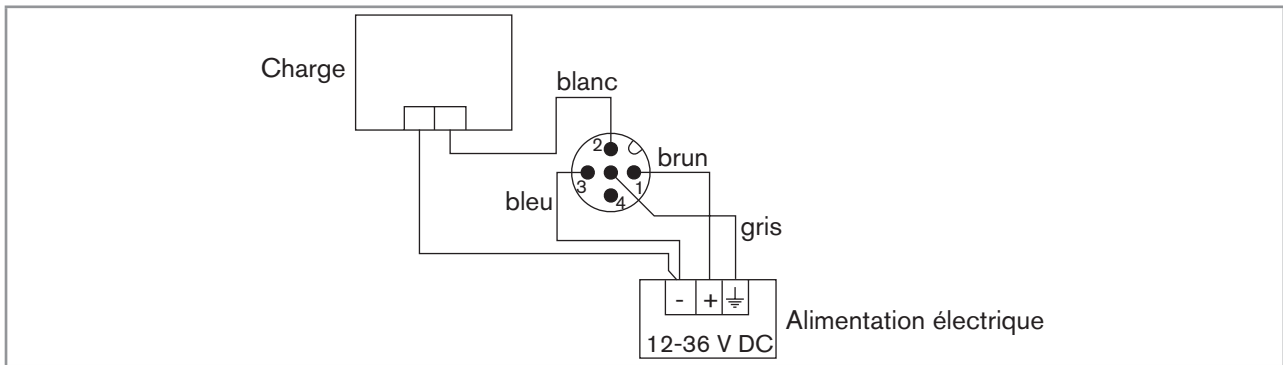 Charge
blanc
2
brun
3
1
bleu
4
gris
- +
Alimentation électrique
12-36 V DC